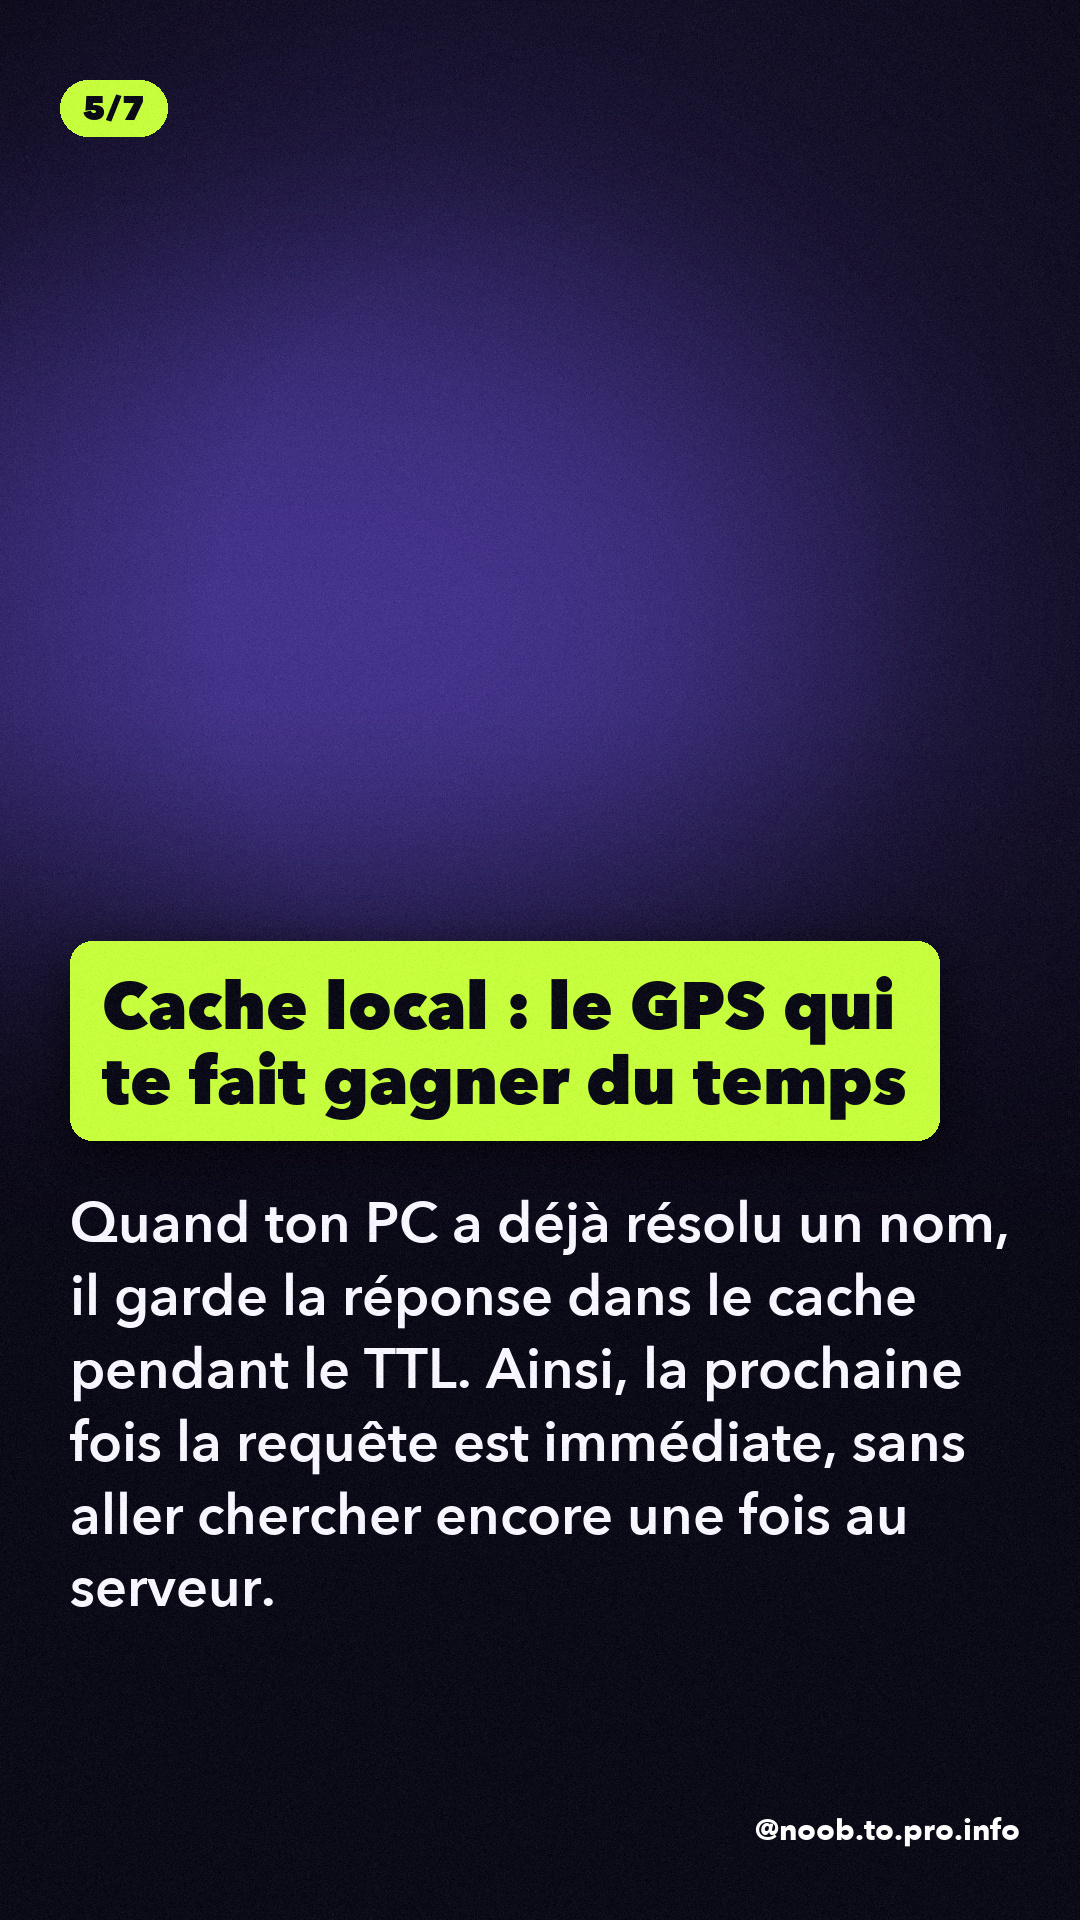 5/7
Cache local : le GPS qui
te fait gagner du temps
Quand ton PC a déjà résolu un nom,
il garde la réponse dans le cache
pendant le TTL. Ainsi, la prochaine
fois la requête est immédiate, sans
aller chercher encore une fois au
serveur.
@noob.to.pro.info